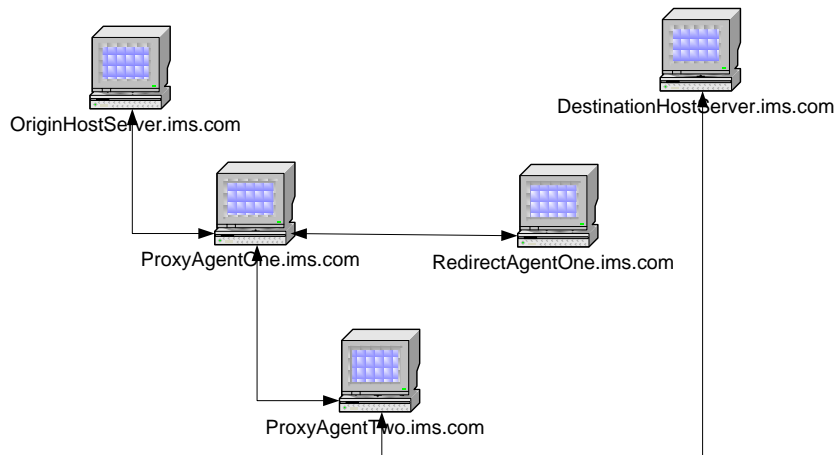 OriginHostServer.ims.com
DestinationHostServer.ims.com
ProxyAgentOne.ims.com
RedirectAgentOne.ims.com
ProxyAgentTwo.ims.com